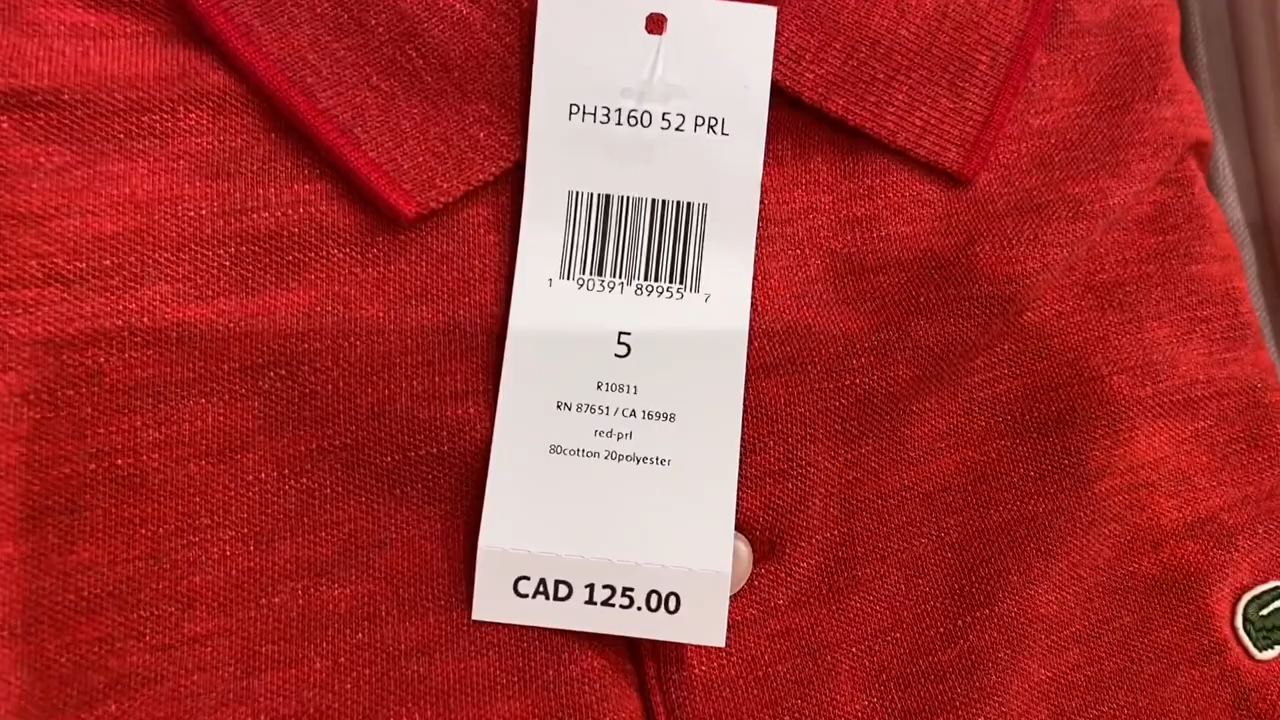 PH3160 52 PRL
1 90391 89955 7
5
R10811
RN 87651 / CA 16998
red-prl
80cotton 20polyester
CAD 125.00